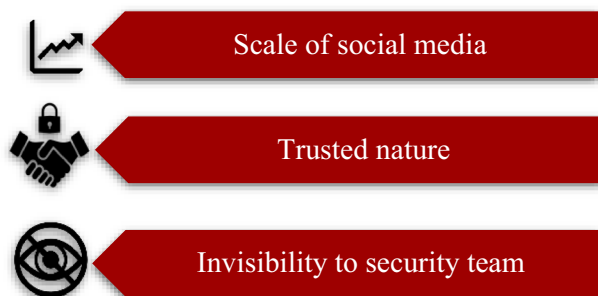 Scale of social media
Trusted nature
Invisibility to security team